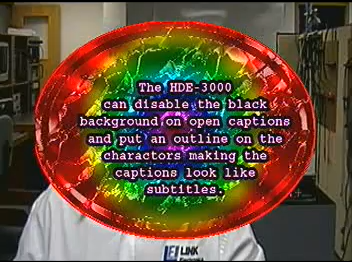 The HDE-3000
can disable the black
background on open captions
and put an outline on the
charactors making the
captions look like
subtitles.
LINK